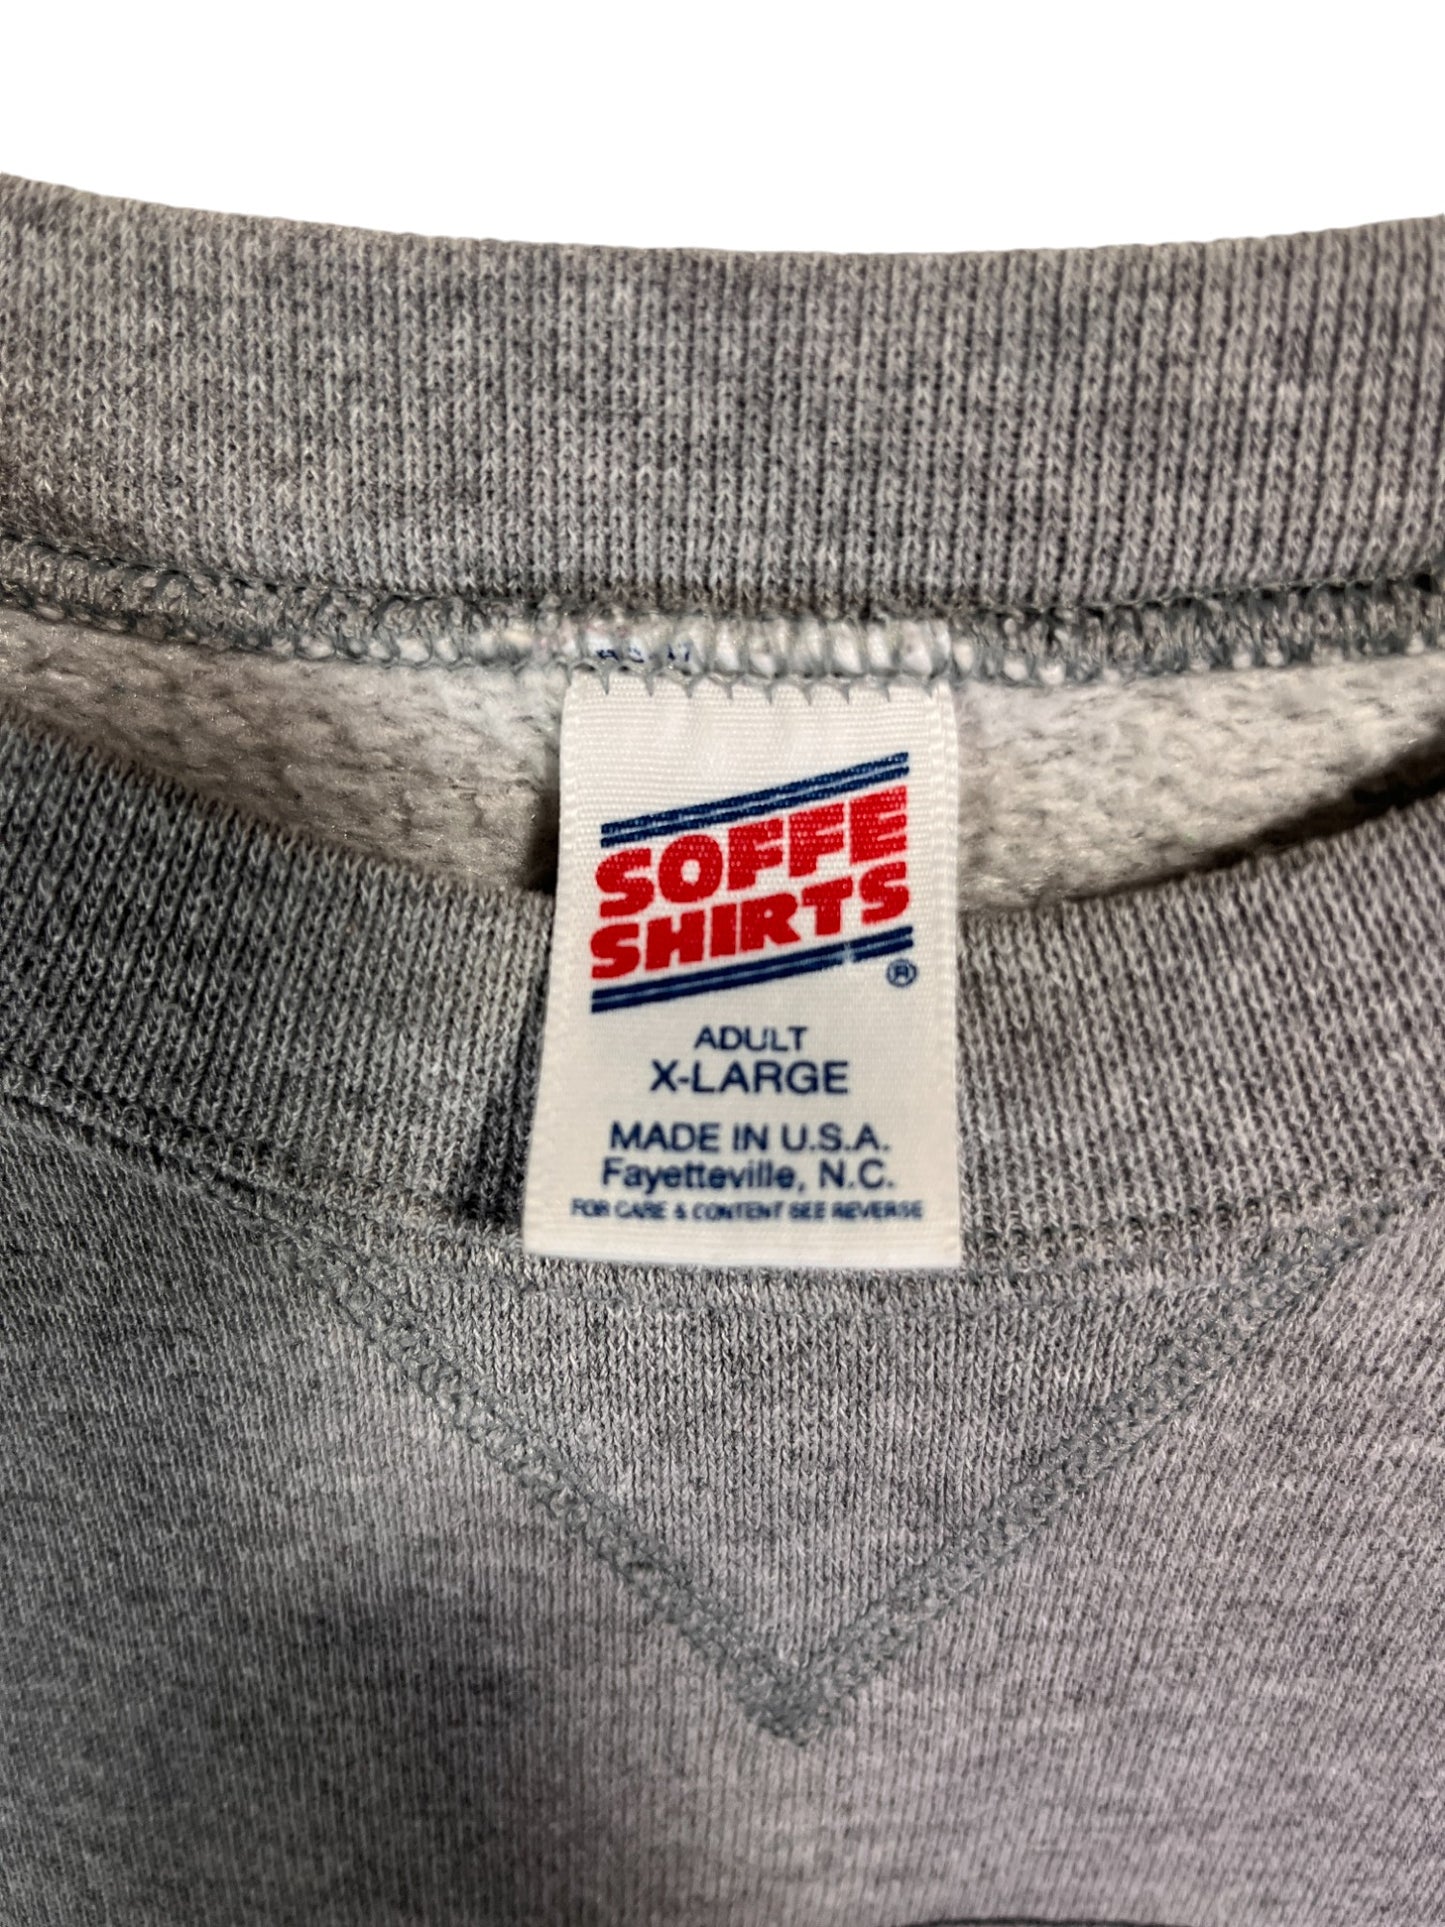 SOFFE
SHIRTS
®
ADULT
X-LARGE
MADE IN U.S.A.
Fayetteville, N.C.
FOR CARE & CONTENT SEE REVERSE